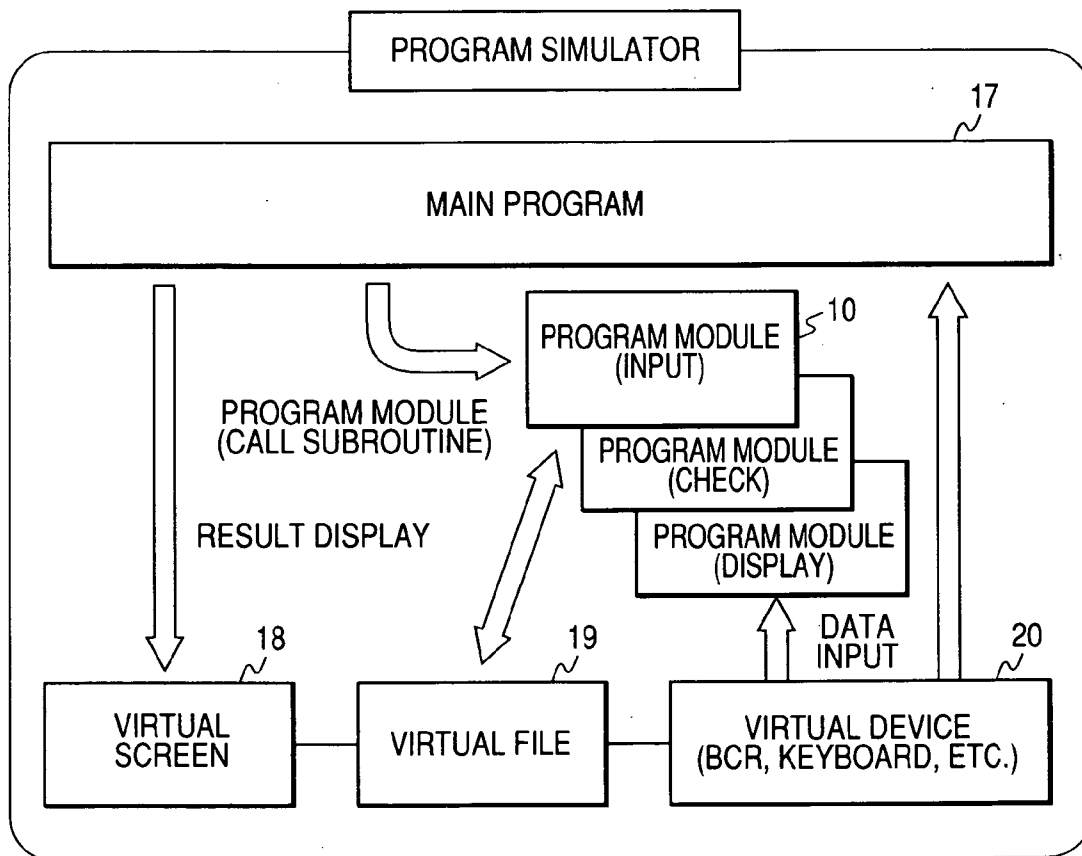 PROGRAM SIMULATOR
17
MAIN PROGRAM
10
PROGRAM MODULE
(INPUT)
PROGRAM MODULE
(CALL SUBROUTINE)
PROGRAM MODULE
(CHECK)
RESULT DISPLAY
PROGRAM MODULE
(DISPLAY)
DATA
INPUT
18
19
20
VIRTUAL
SCREEN
VIRTUAL FILE
VIRTUAL DEVICE
(BCR, KEYBOARD, ETC.)